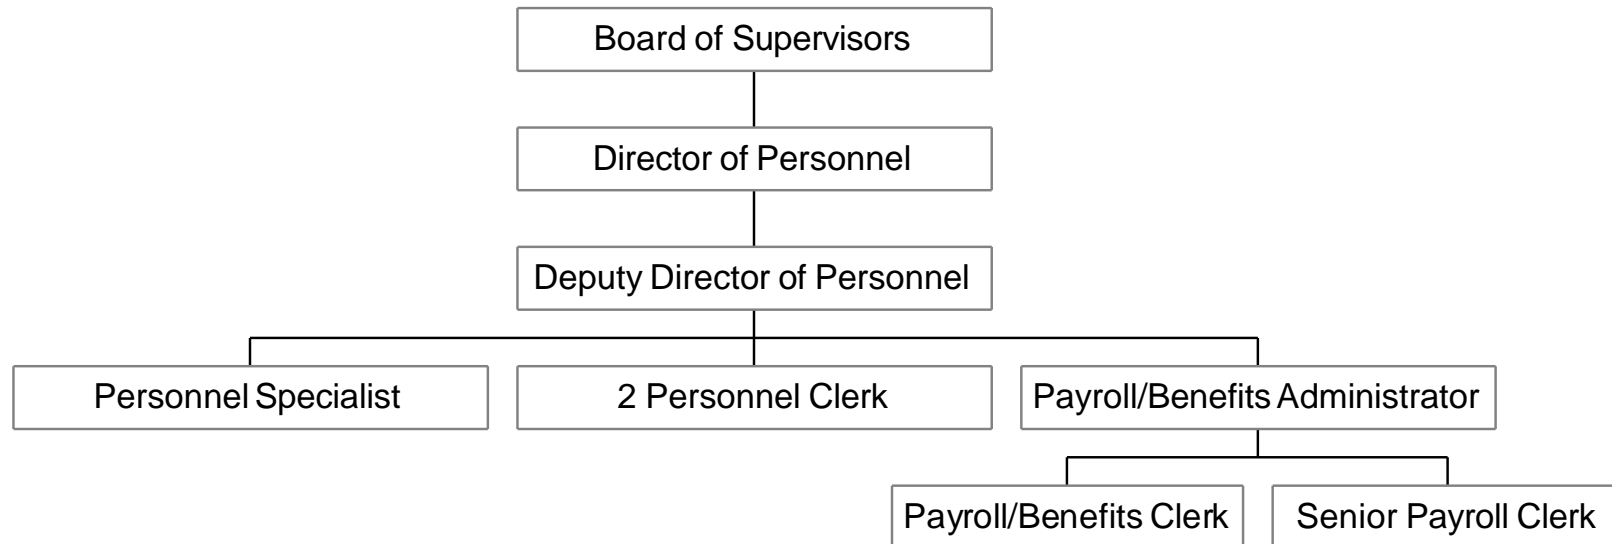 Board of Supervisors
Director of Personnel
Deputy Director of Personnel
Personnel Specialist
2 Personnel Clerk
Payroll/Benefits Administrator
Payroll/Benefits Clerk
Senior Payroll Clerk